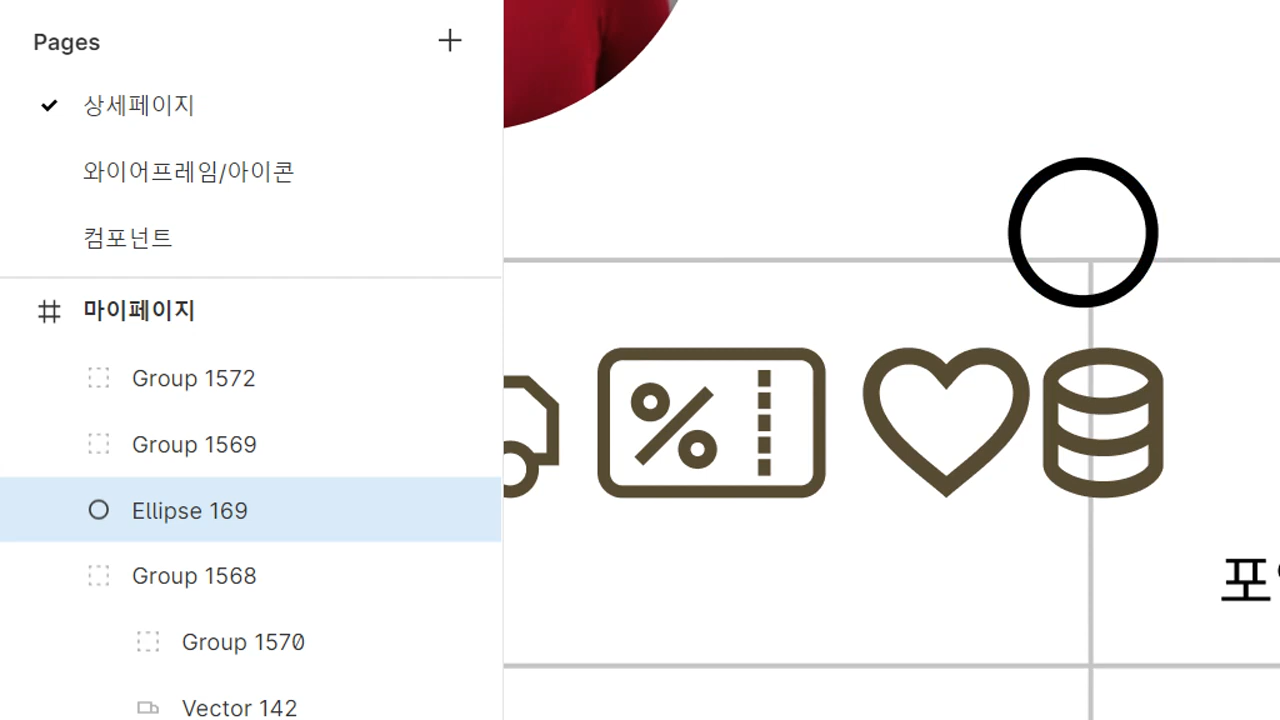 Pages
상세페이지
와이어프레임/아이콘
컴포넌트
마이페이지
Group 1572
Group 1569
Ellipse 169
Group 1568
Group 1570
Vector 142
%
포